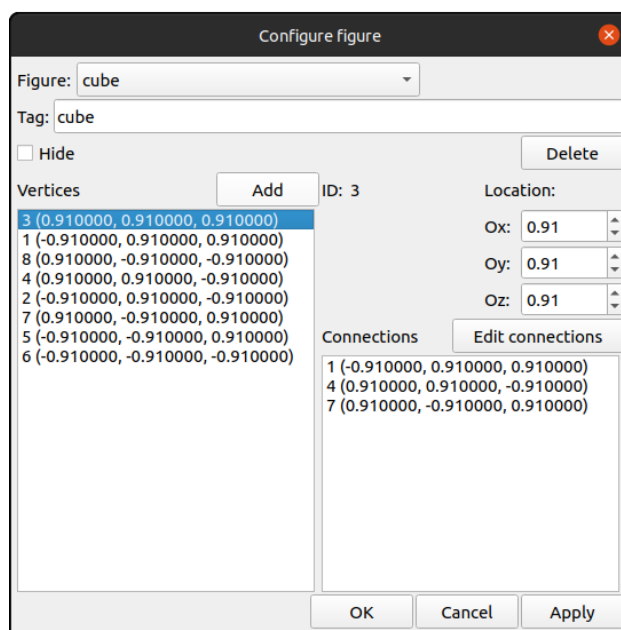 Configure figure
Figure: cube
Tag: cube
Hide
Delete
Vertices
Add
ID: 3
Location:
3 (0.910000, 0.910000, 0.910000)
1 (-0.910000, 0.910000, 0.910000)
8 (0.910000, -0.910000, -0.910000)
4 (0.910000, 0.910000, -0.910000)
2 (-0.910000, 0.910000, -0.910000)
7 (0.910000, -0.910000, 0.910000)
5 (-0.910000, -0.910000, 0.910000)
6 (-0.910000, -0.910000, -0.910000)
Ox: 0.91
Oy: 0.91
Oz: 0.91
Connections
Edit connections
1 (-0.910000, 0.910000, 0.910000)
4 (0.910000, 0.910000, -0.910000)
7 (0.910000, -0.910000, 0.910000)
OK
Cancel
Apply